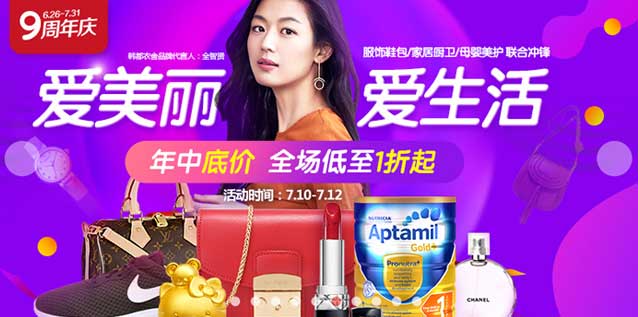 6.26-7.31
9周年庆
韩都衣舍品牌代言人：全智贤
服饰鞋包/家居厨卫/母婴美护 联合冲锋
爱美丽 爱生活
年中底价 全场低至1折起
活动时间：7.10-7.12
NUTRICIA
Aptamil
Gold+
Pronutra+
1
CHANEL